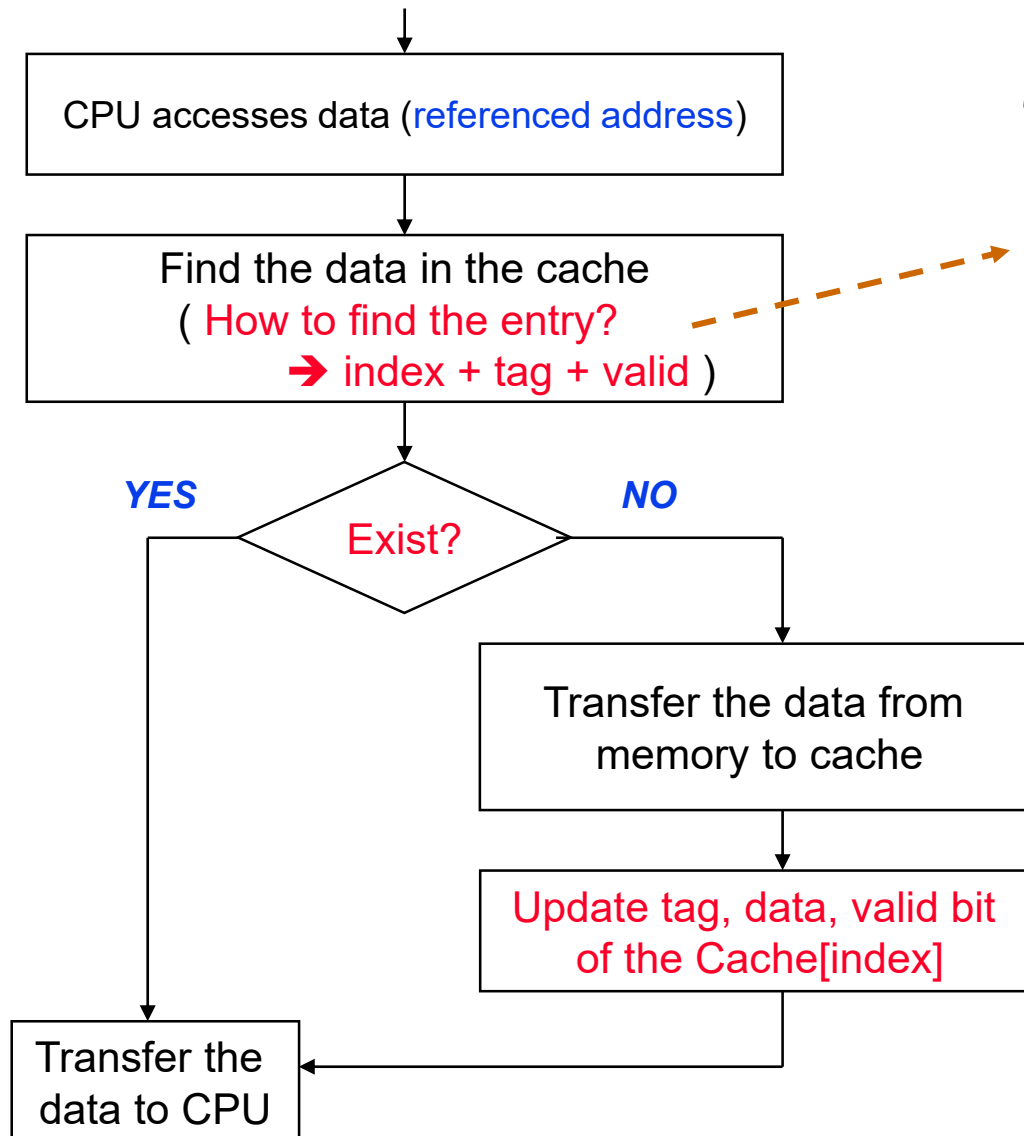 CPU accesses data (referenced address)
Find the data in the cache
( How to find the entry?
➔ index + tag + valid )
YES
NO
Exist?
Transfer the data from
memory to cache
Update tag, data, valid bit
of the Cache[index]
Transfer the
data to CPU